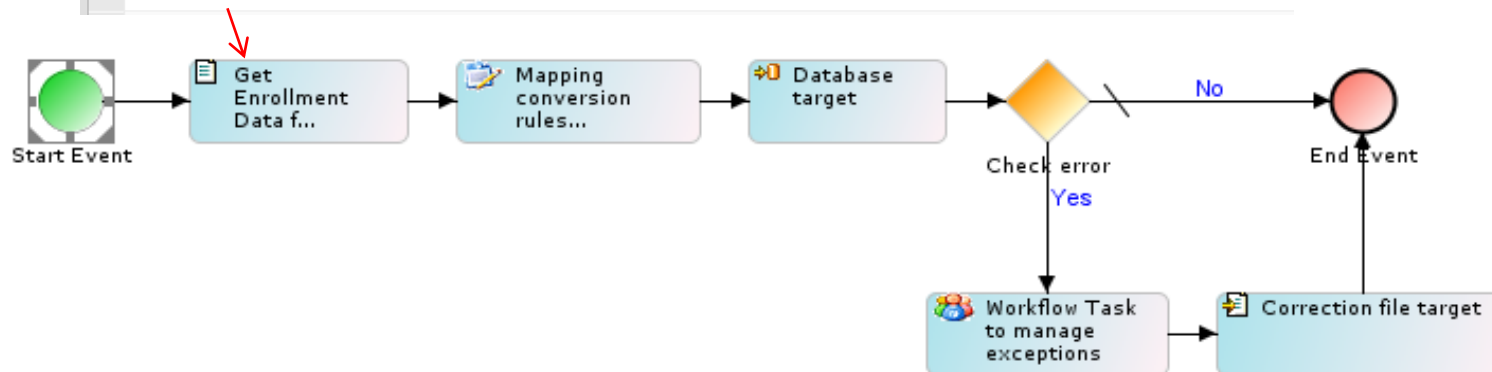 Get
Enrollment
Data f...
Mapping
conversion
rules...
Database
target
No
Start Event
Check error
End Event
Yes
Workflow Task
to manage
exceptions
Correction file target